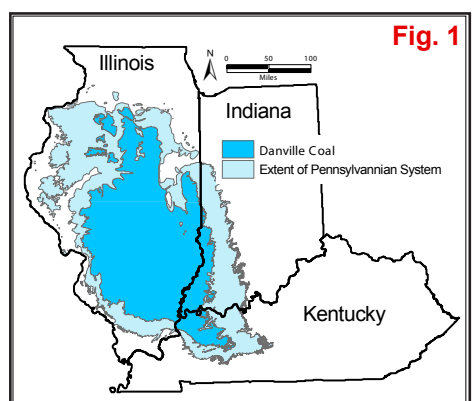 Fig. 1
Illinois
N
0 50 100
Miles
Indiana
Danville Coal
Extent of Pennsylvannian System
Kentucky